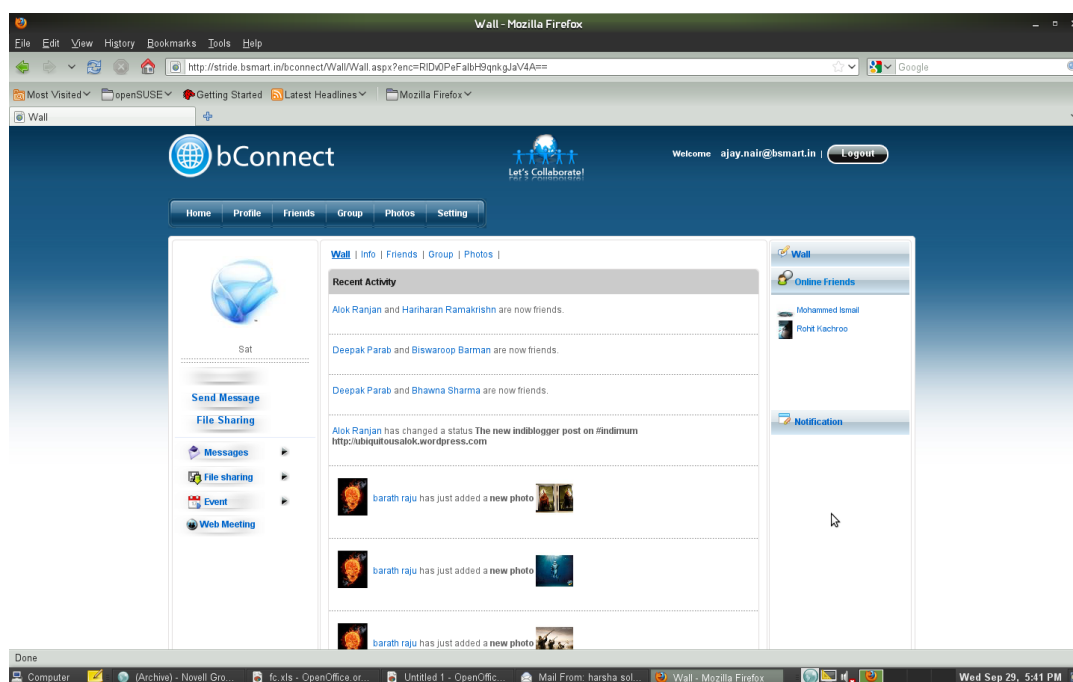 Wall - Mozilla Firefox
File Edit View History Bookmarks Tools Help
http://stride.bsmart.in/bconnect/Wall/Wall.aspx?enc=RIDv0PeFalbH9qnkgJaV4A==
Google
Most Visited openSUSE Getting Started Latest Headlines Mozilla Firefox
Wall
bConnect
Let's Collaborate!
Welcome ajay.nair@bsmart.in | Logout
Home Profile Friends Group Photos Setting
Wall | Info | Friends | Group | Photos |
Recent Activity
Alok Ranjan and Hariharan Ramakrishn are now friends.
Deepak Parab and Biswaroop Barman are now friends.
Deepak Parab and Bhawna Sharma are now friends.
Alok Ranjan has changed a status The new indiblogger post on #indimum
http://ubiquitousalok.wordpress.com
barath raju has just added a new photo
barath raju has just added a new photo
barath raju has just added a new photo
Sat
Send Message
File Sharing
Messages
File sharing
Event
Web Meeting
Wall
Online Friends
Mohammed Ismail
Rohit Kachroo
Notification
Done
Computer (Archive) - Novell Gro... fc.xls - OpenOffice.or... Untitled 1 - OpenOffic... Mail From: harsha sol... Wall - Mozilla Firefox Wed Sep 29, 5:41 PM